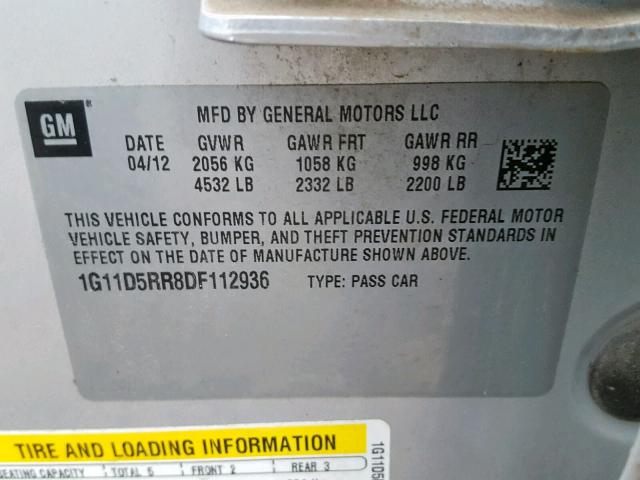 GM ®
MFD BY GENERAL MOTORS LLC
DATE GVWR GAWR FRT GAWR RR
04/12 2056 KG 1058 KG 998 KG
4532 LB 2332 LB 2200 LB
THIS VEHICLE CONFORMS TO ALL APPLICABLE U.S. FEDERAL MOTOR
VEHICLE SAFETY, BUMPER, AND THEFT PREVENTION STANDARDS IN
EFFECT ON THE DATE OF MANUFACTURE SHOWN ABOVE.
1G11D5RR8DF112936 TYPE: PASS CAR
TIRE AND LOADING INFORMATION
SEATING CAPACITY TOTAL 5 FRONT 2 REAR 3
1G11D5